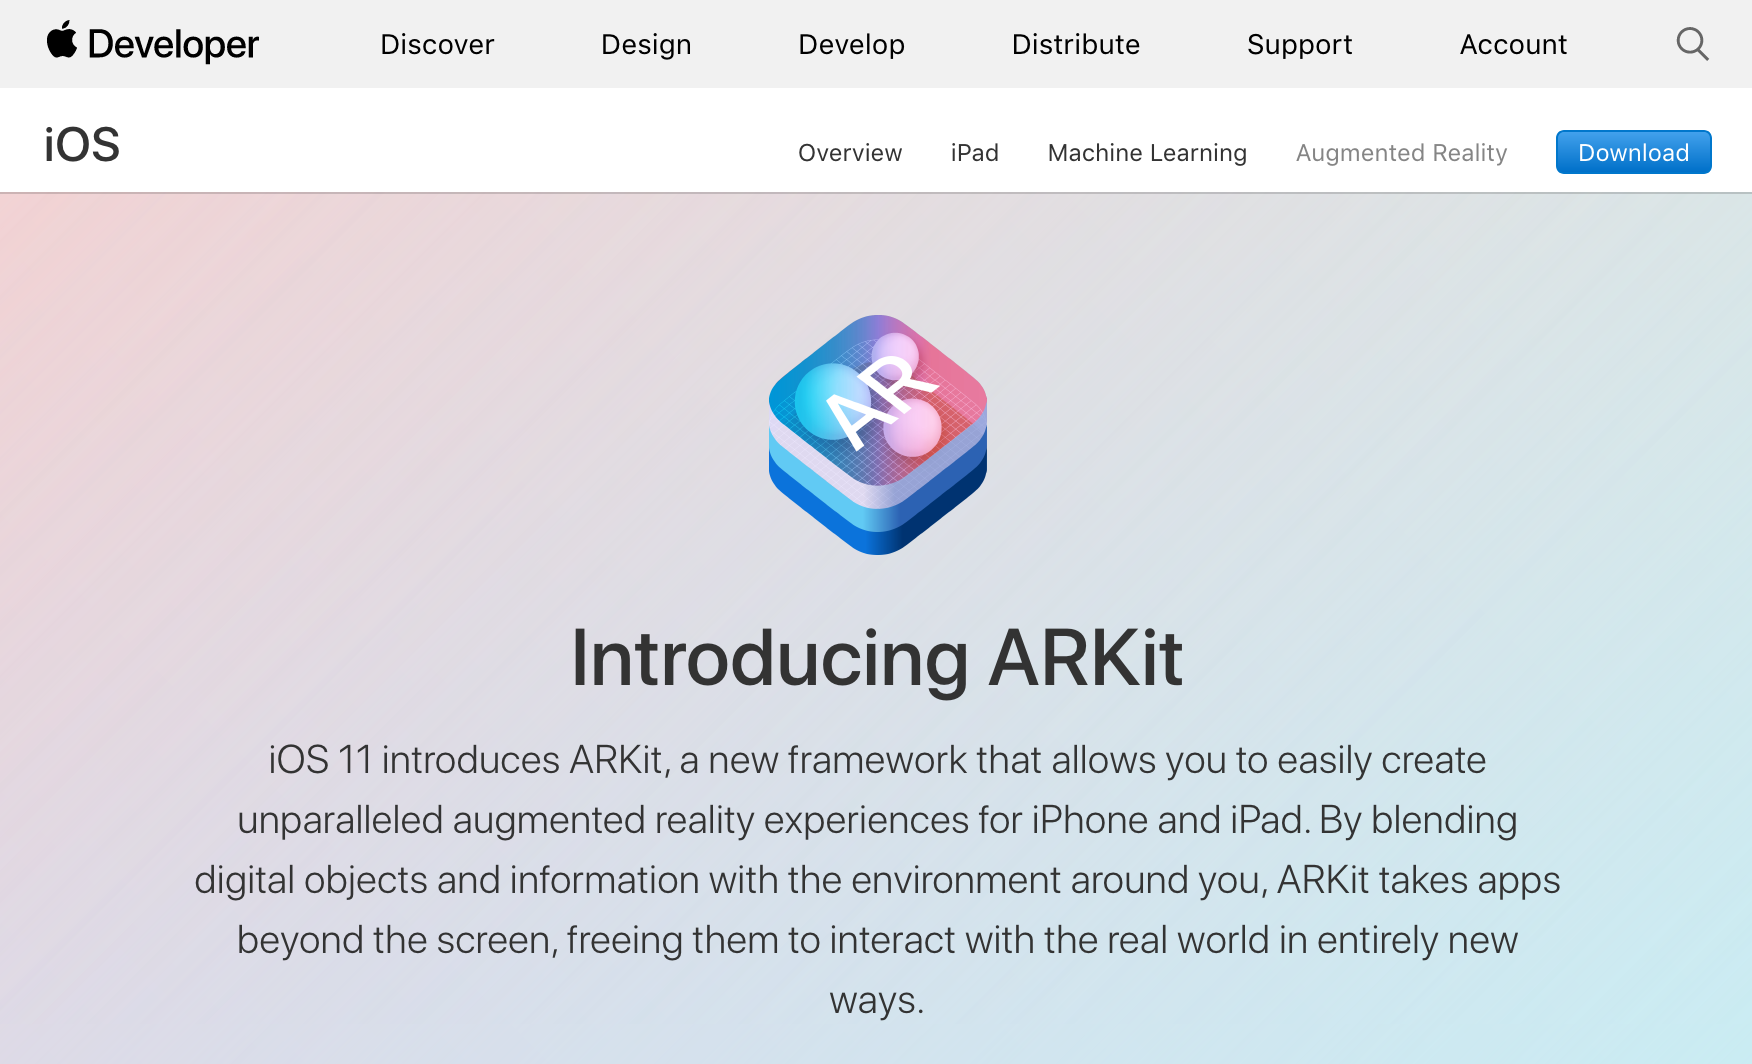 Developer
Discover
Design
Develop
Distribute
Support
Account
iOS
Overview
iPad
Machine Learning
Augmented Reality
Download
AR
Introducing ARKit
iOS 11 introduces ARKit, a new framework that allows you to easily create
unparalleled augmented reality experiences for iPhone and iPad. By blending
digital objects and information with the environment around you, ARKit takes apps
beyond the screen, freeing them to interact with the real world in entirely new
ways.